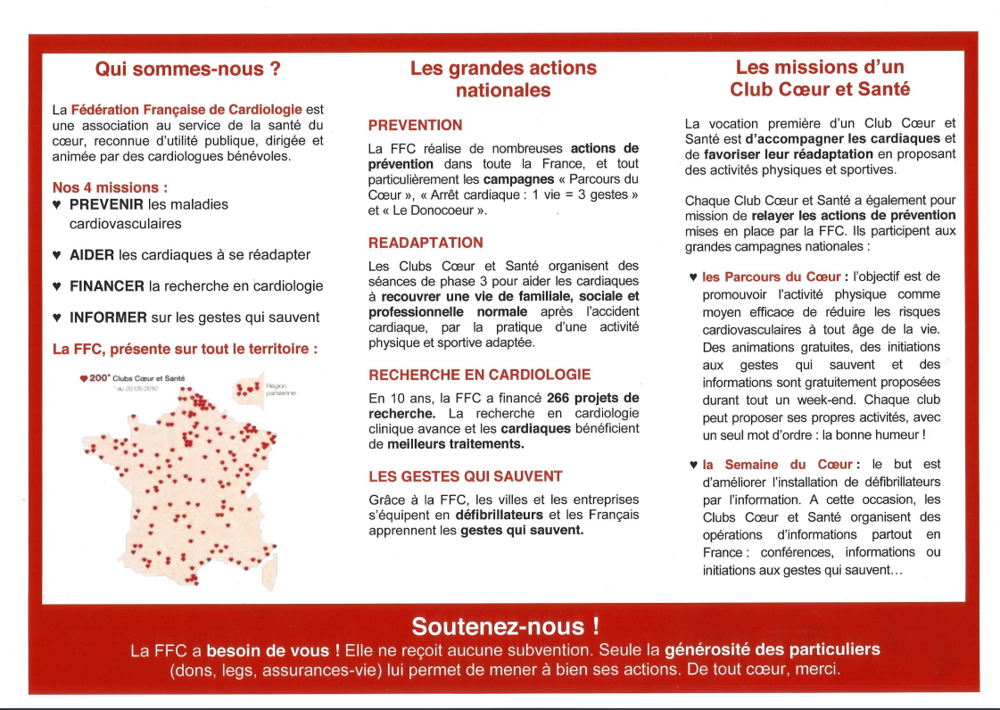 Qui sommes-nous ?
La Fédération Française de Cardiologie est
une association au service de la santé du
cœur, reconnue d'utilité publique, dirigée et
animée par des cardiologues bénévoles.
Nos 4 missions :
♥ PREVENIR les maladies
cardiovasculaires
♥ AIDER les cardiaques à se réadapter
♥ FINANCER la recherche en cardiologie
♥ INFORMER sur les gestes qui sauvent
La FFC, présente sur tout le territoire :
♥ 200* Clubs Cœur et Santé
* au 20/05/2010
Région
parisienne
Les grandes actions
nationales
PREVENTION
La FFC réalise de nombreuses actions de
prévention dans toute la France, et tout
particulièrement les campagnes « Parcours du
Cœur », « Arrêt cardiaque : 1 vie = 3 gestes »
et « Le Donocoeur ».
READAPTATION
Les Clubs Cœur et Santé organisent des
séances de phase 3 pour aider les cardiaques
à recouvrer une vie de familiale, sociale et
professionnelle normale après l'accident
cardiaque, par la pratique d'une activité
physique et sportive adaptée.
RECHERCHE EN CARDIOLOGIE
En 10 ans, la FFC a financé 266 projets de
recherche. La recherche en cardiologie
clinique avance et les cardiaques bénéficient
de meilleurs traitements.
LES GESTES QUI SAUVENT
Grâce à la FFC, les villes et les entreprises
s'équipent en défibrillateurs et les Français
apprennent les gestes qui sauvent.
Les missions d'un
Club Cœur et Santé
La vocation première d'un Club Cœur et
Santé est d'accompagner les cardiaques et
de favoriser leur réadaptation en proposant
des activités physiques et sportives.
Chaque Club Cœur et Santé a également pour
mission de relayer les actions de prévention
mises en place par la FFC. Ils participent aux
grandes campagnes nationales :
♥ les Parcours du Cœur : l'objectif est de
promouvoir l'activité physique comme
moyen efficace de réduire les risques
cardiovasculaires à tout âge de la vie.
Des animations gratuites, des initiations
aux gestes qui sauvent et des
informations sont gratuitement proposées
durant tout un week-end. Chaque club
peut proposer ses propres activités, avec
un seul mot d'ordre : la bonne humeur !
♥ la Semaine du Cœur : le but est
d'améliorer l'installation de défibrillateurs
par l'information. A cette occasion, les
Clubs Cœur et Santé organisent des
opérations d'informations partout en
France : conférences, informations ou
initiations aux gestes qui sauvent…
Soutenez-nous !
La FFC a besoin de vous ! Elle ne reçoit aucune subvention. Seule la générosité des particuliers
(dons, legs, assurances-vie) lui permet de mener à bien ses actions. De tout cœur, merci.